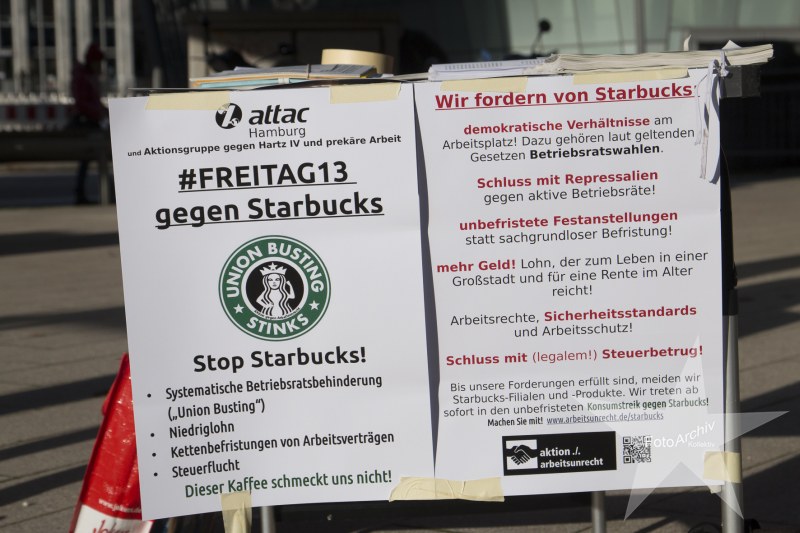 attac
Hamburg
und Aktionsgruppe gegen Hartz IV und prekäre Arbeit
#FREITAG13
gegen Starbucks
UNION BUSTING
STINKS
Stop Starbucks!
• Systematische Betriebsratsbehinderung
(„Union Busting")
• Niedriglohn
• Kettenbefristungen von Arbeitsverträgen
• Steuerflucht
Dieser Kaffee schmeckt uns nicht!
Wir fordern von Starbucks:
demokratische Verhältnisse am
Arbeitsplatz! Dazu gehören laut geltenden
Gesetzen Betriebsratswahlen.
Schluss mit Repressalien
gegen aktive Betriebsräte!
unbefristete Festanstellungen
statt sachgrundloser Befristung!
mehr Geld! Lohn, der zum Leben in einer
Großstadt und für eine Rente im Alter
reicht!
Arbeitsrechte, Sicherheitsstandards
und Arbeitsschutz!
Schluss mit (legalem!) Steuerbetrug!
Bis unsere Forderungen erfüllt sind, meiden wir
Starbucks-Filialen und -Produkte. Wir treten ab
sofort in den unbefristeten Konsumstreik gegen Starbucks!
Machen Sie mit! www.arbeitsunrecht.de/starbucks
aktion ./.
arbeitsunrecht
FotoArchiv